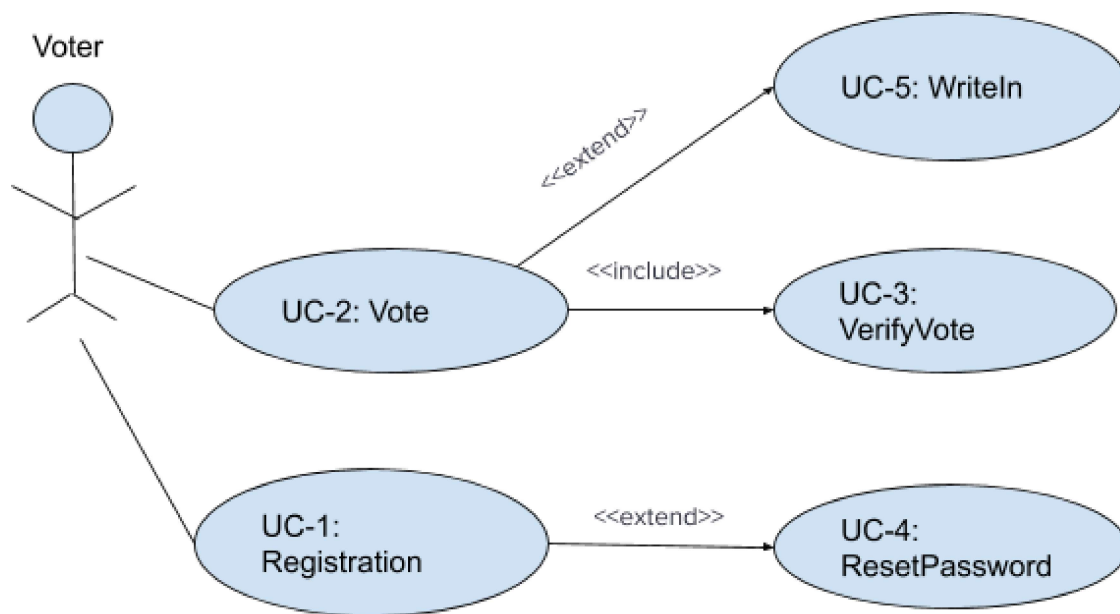 Voter
UC-5: WriteIn
<<extend>>
<<include>>
UC-2: Vote
UC-3:
VerifyVote
UC-1:
Registration
<<extend>>
UC-4:
ResetPassword